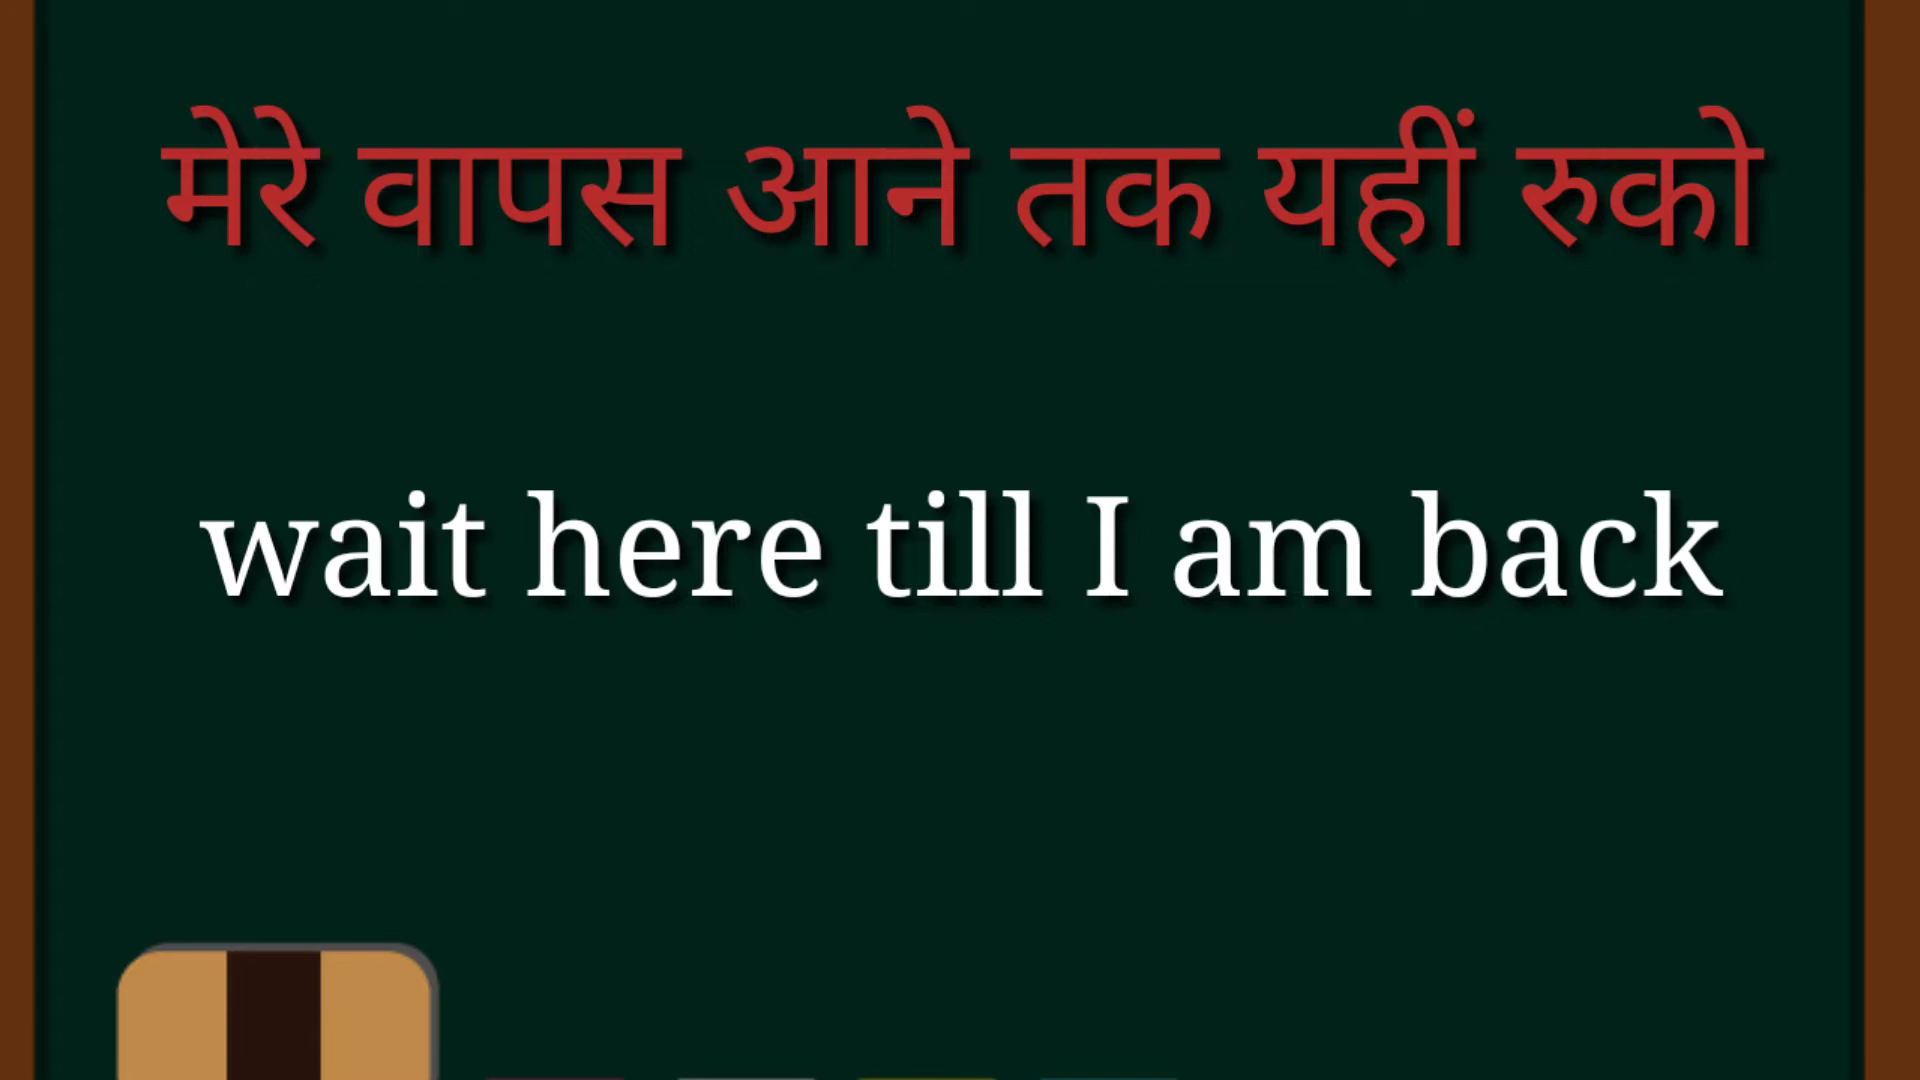 मेरे वापस आने तक यहीं रुको
wait here till I am back